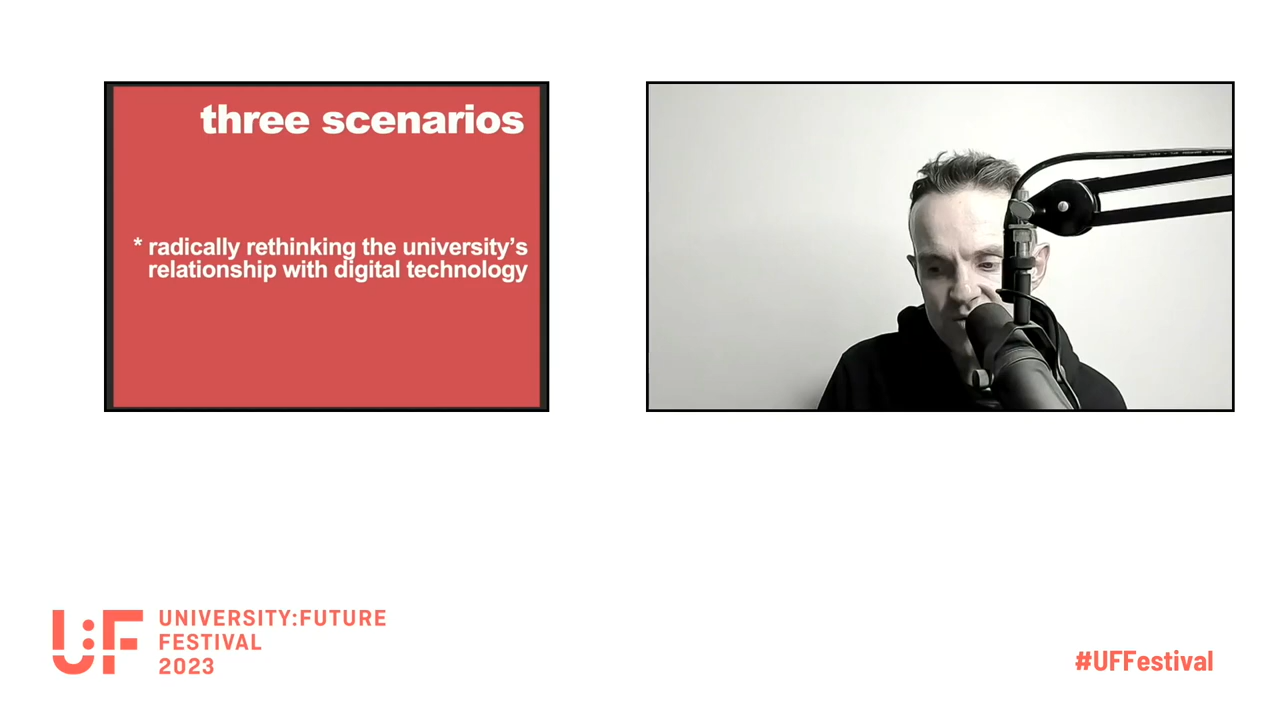 three scenarios
* radically rethinking the university's
relationship with digital technology
U:F
UNIVERSITY:FUTURE
FESTIVAL
2023
#UFFestival